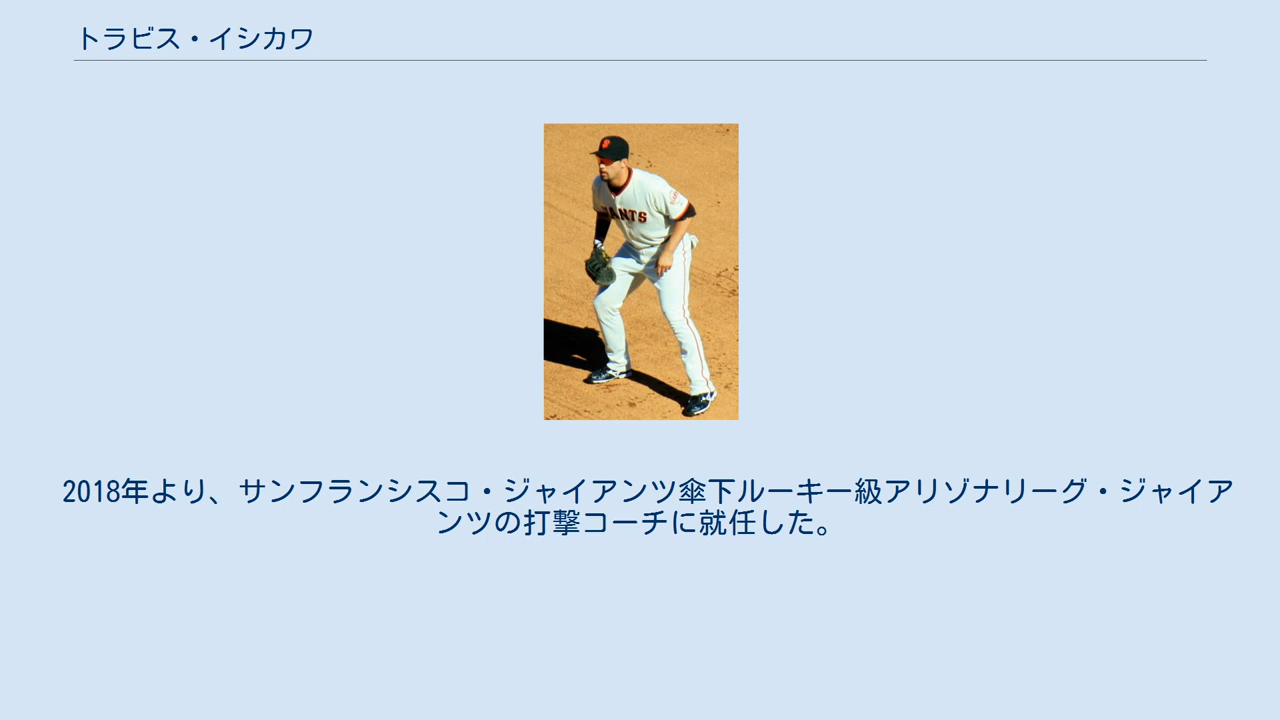 トラビス・イシカワ
ANTS
2018年より、サンフランシスコ・ジャイアンツ傘下ルーキー級アリゾナリーグ・ジャイア
ンツの打撃コーチに就任した。